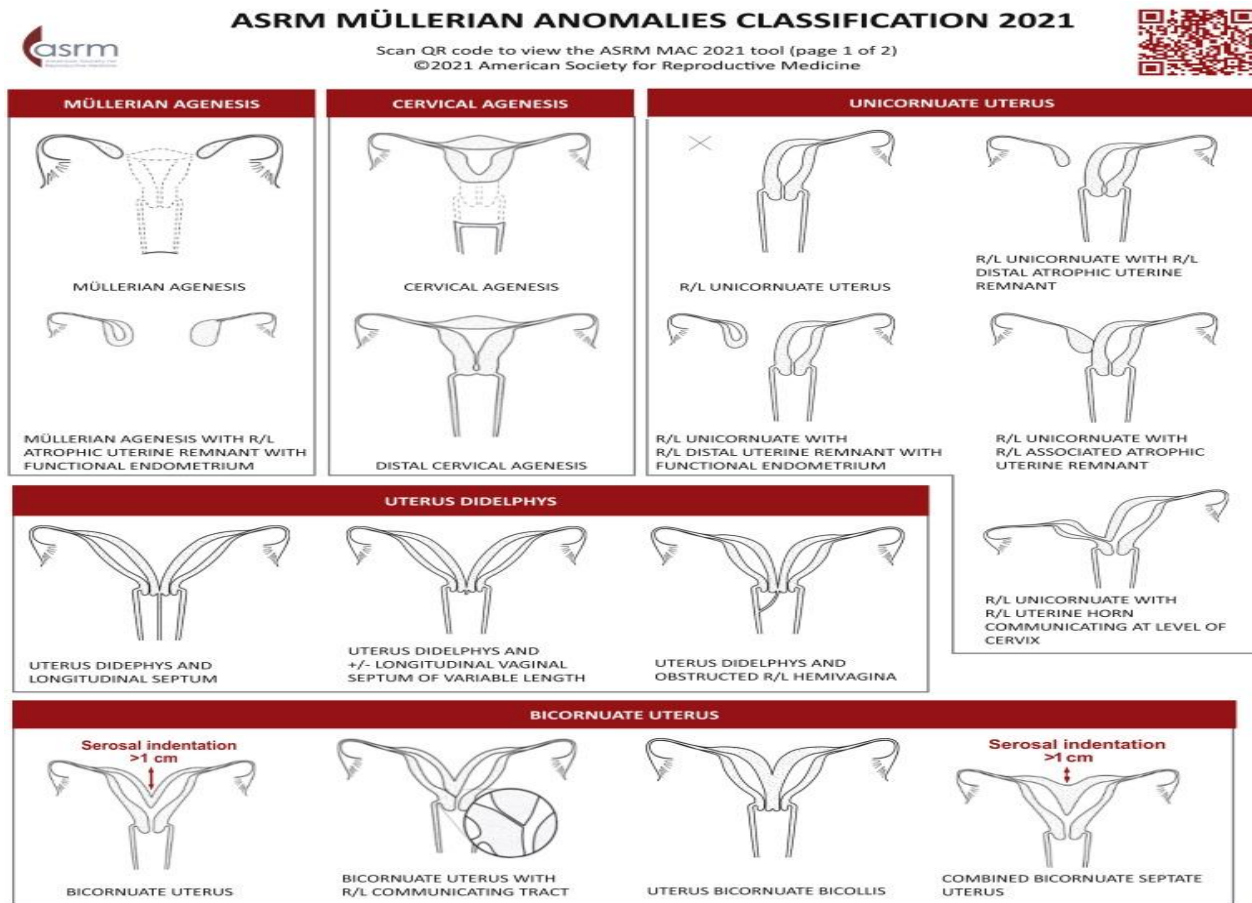 ASRM MÜLLERIAN ANOMALIES CLASSIFICATION 2021
asrm
American Society for
Reproductive Medicine
Scan QR code to view the ASRM MAC 2021 tool (page 1 of 2)
©2021 American Society for Reproductive Medicine
MÜLLERIAN AGENESIS
MÜLLERIAN AGENESIS
MÜLLERIAN AGENESIS WITH R/L
ATROPHIC UTERINE REMNANT WITH
FUNCTIONAL ENDOMETRIUM
CERVICAL AGENESIS
CERVICAL AGENESIS
DISTAL CERVICAL AGENESIS
UNICORNUATE UTERUS
R/L UNICORNUATE UTERUS
R/L UNICORNUATE WITH R/L
DISTAL ATROPHIC UTERINE
REMNANT
R/L UNICORNUATE WITH
R/L DISTAL UTERINE REMNANT WITH
FUNCTIONAL ENDOMETRIUM
R/L UNICORNUATE WITH
R/L ASSOCIATED ATROPHIC
UTERINE REMNANT
R/L UNICORNUATE WITH
R/L UTERINE HORN
COMMUNICATING AT LEVEL OF
CERVIX
UTERUS DIDELPHYS
UTERUS DIDEPHYS AND
LONGITUDINAL SEPTUM
UTERUS DIDELPHYS AND
+/- LONGITUDINAL VAGINAL
SEPTUM OF VARIABLE LENGTH
UTERUS DIDELPHYS AND
OBSTRUCTED R/L HEMIVAGINA
BICORNUATE UTERUS
Serosal indentation
>1 cm
BICORNUATE UTERUS
BICORNUATE UTERUS WITH
R/L COMMUNICATING TRACT
UTERUS BICORNUATE BICOLLIS
Serosal indentation
>1 cm
COMBINED BICORNUATE SEPTATE
UTERUS